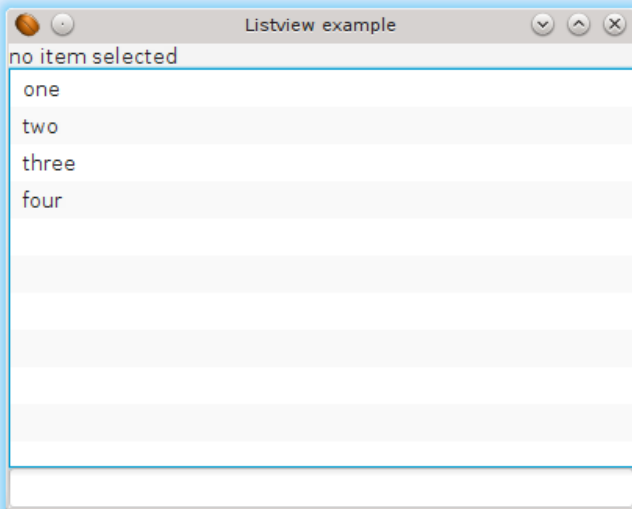 Listview example
no item selected
one
two
three
four